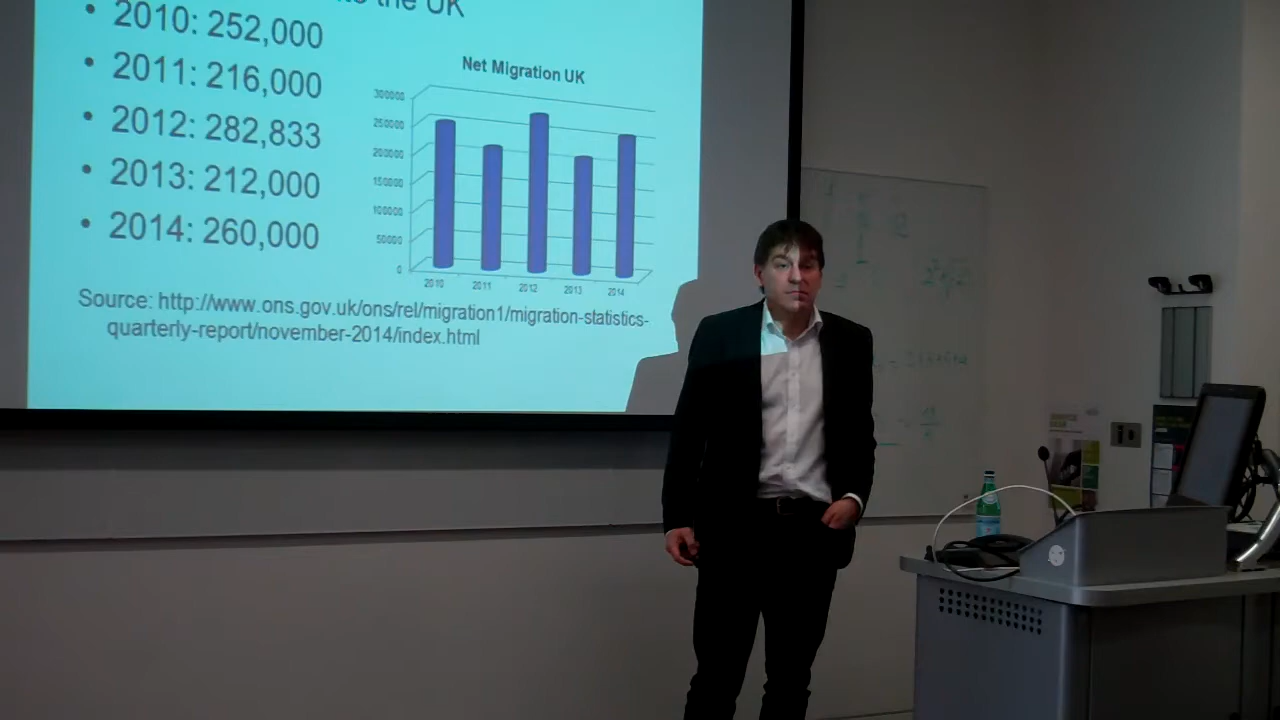 the UK
• 2010: 252,000
• 2011: 216,000
• 2012: 282,833
• 2013: 212,000
• 2014: 260,000
Net Migration UK
300000
250000
200000
150000
100000
50000
0
2010 2011 2012 2013 2014
Source: http://www.ons.gov.uk/ons/rel/migration1/migration-statistics-
quarterly-report/november-2014/index.html